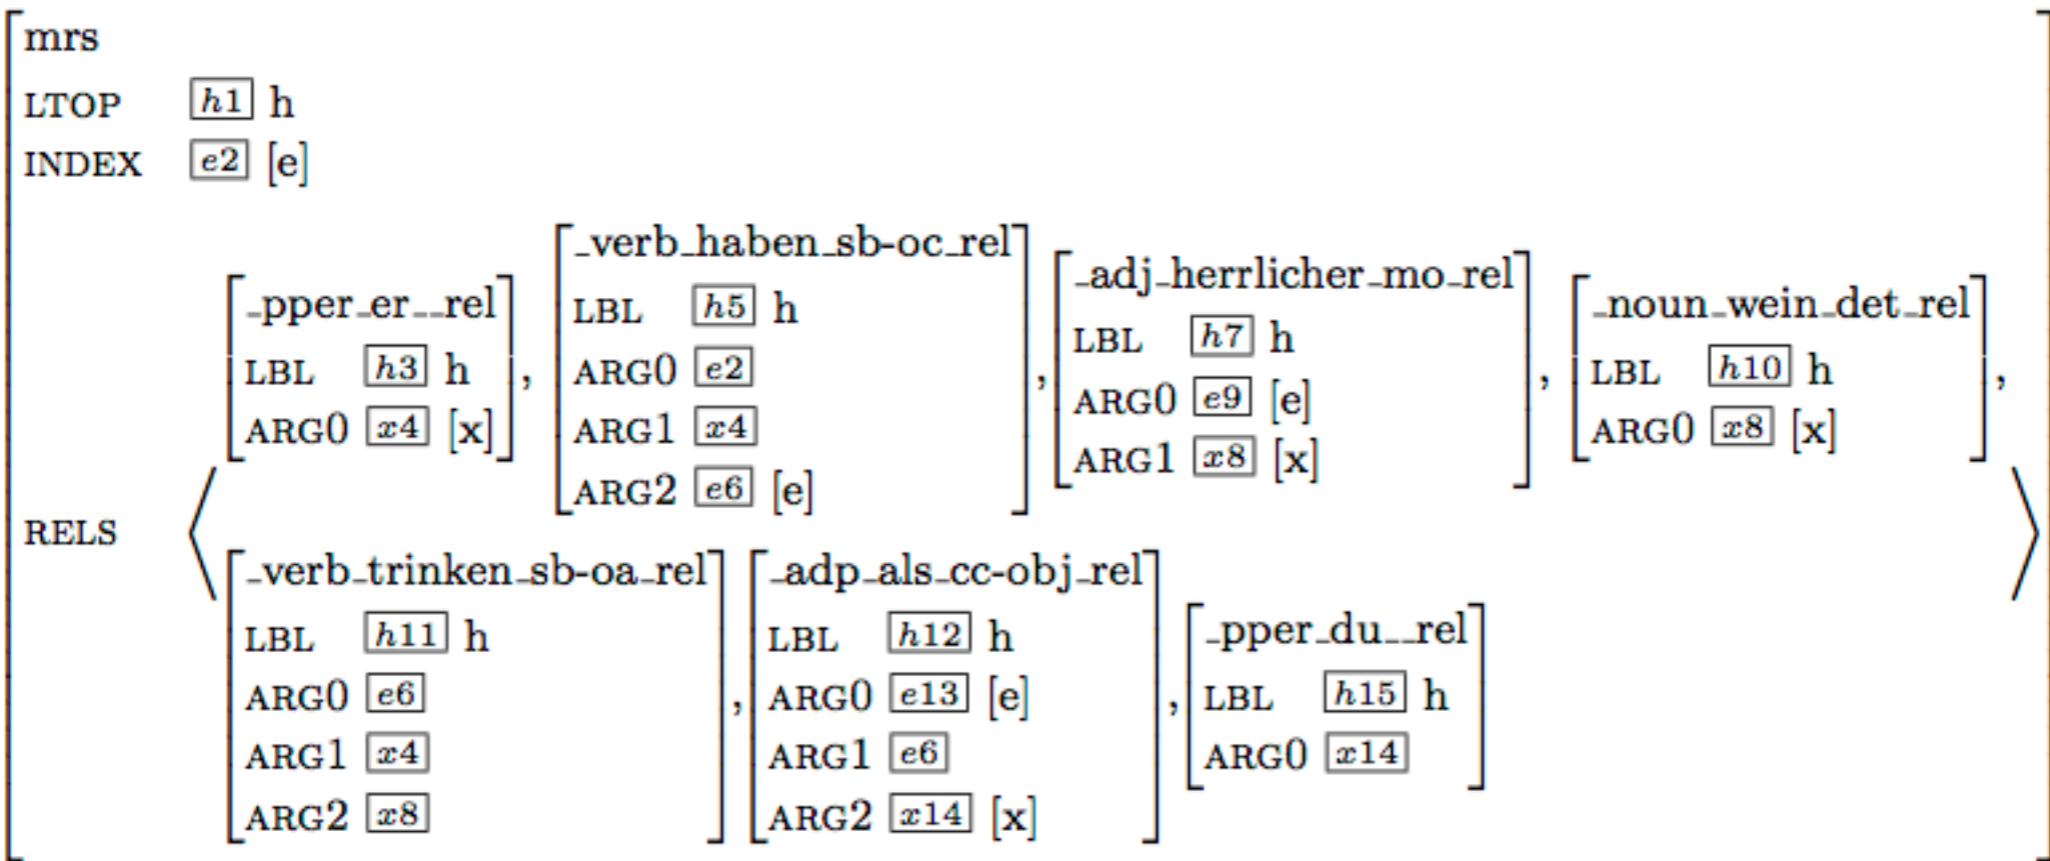 mrs
LTOP h1 h
INDEX e2 [e]
RELS
_pper_er__rel
LBL h3 h
ARG0 x4 [x]
,
_verb_haben_sb-oc_rel
LBL h5 h
ARG0 e2
ARG1 x4
ARG2 e6 [e]
,
_adj_herrlicher_mo_rel
LBL h7 h
ARG0 e9 [e]
ARG1 x8 [x]
,
_noun_wein_det_rel
LBL h10 h
ARG0 x8 [x]
,
_verb_trinken_sb-oa_rel
LBL h11 h
ARG0 e6
ARG1 x4
ARG2 x8
,
_adp_als_cc-obj_rel
LBL h12 h
ARG0 e13 [e]
ARG1 e6
ARG2 x14 [x]
,
_pper_du__rel
LBL h15 h
ARG0 x14